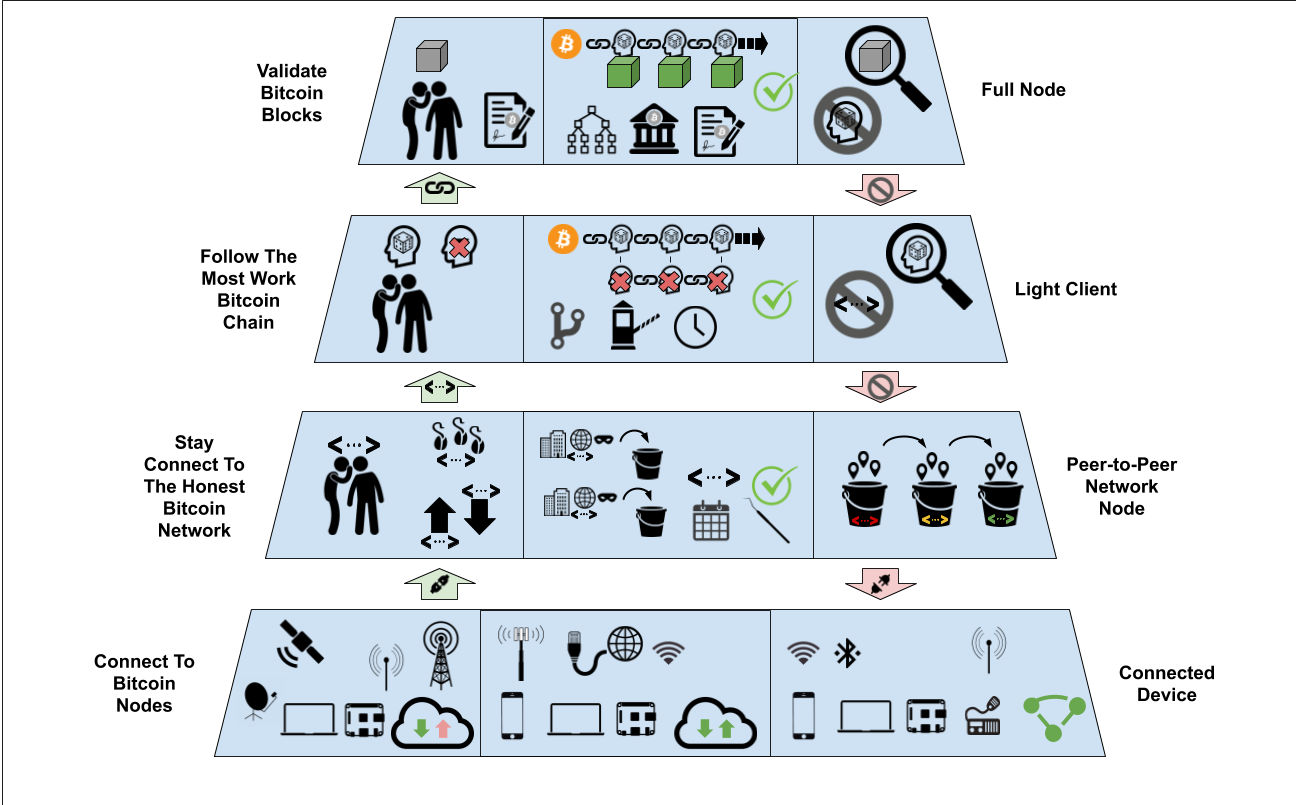 Validate
Bitcoin
Blocks
Full Node
Follow The
Most Work
Bitcoin
Chain
Light Client
Stay
Connect To
The Honest
Bitcoin
Network
Peer-to-Peer
Network
Node
Connect To
Bitcoin
Nodes
Connected
Device